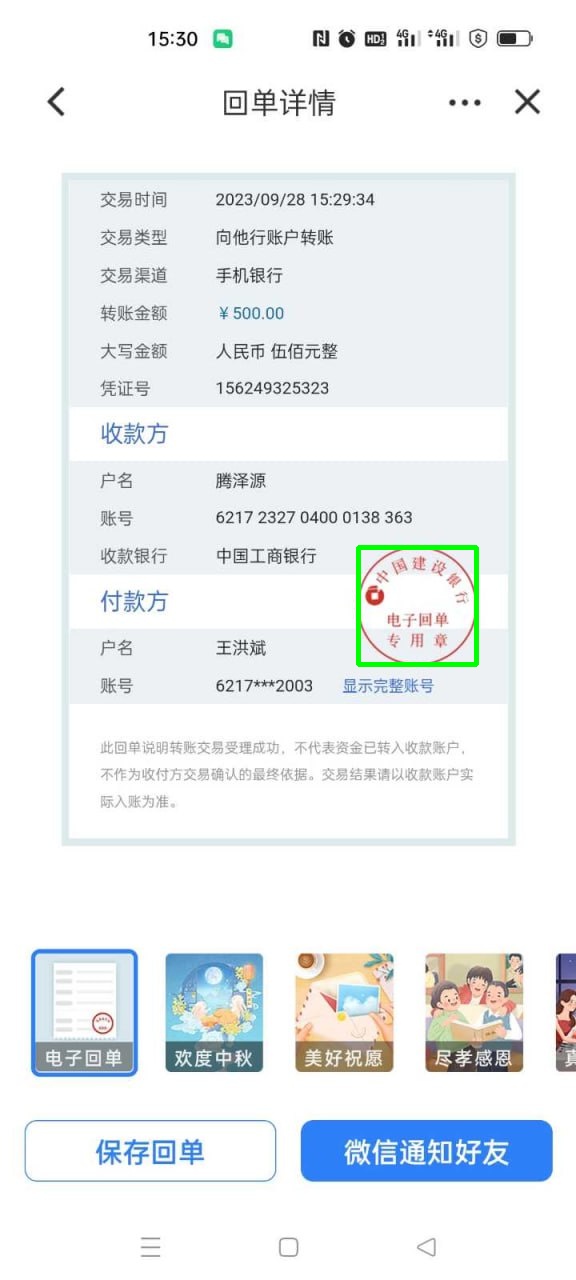 15:30
HD 4G 4G
回单详情
交易时间 2023/09/28 15:29:34
交易类型 向他行账户转账
交易渠道 手机银行
转账金额 ¥500.00
大写金额 人民币 伍佰元整
凭证号 156249325323
收款方
户名 腾泽源
账号 6217 2327 0400 0138 363
收款银行 中国工商银行
中国建设银行
电子回单
专用章
付款方
户名 王洪斌
账号 6217***2003 显示完整账号
此回单说明转账交易受理成功，不代表资金已转入收款账户，
不作为收付方交易确认的最终依据。交易结果请以收款账户实
际入账为准。
电子回单 欢度中秋 美好祝愿 尽孝感恩 真
保存回单 微信通知好友